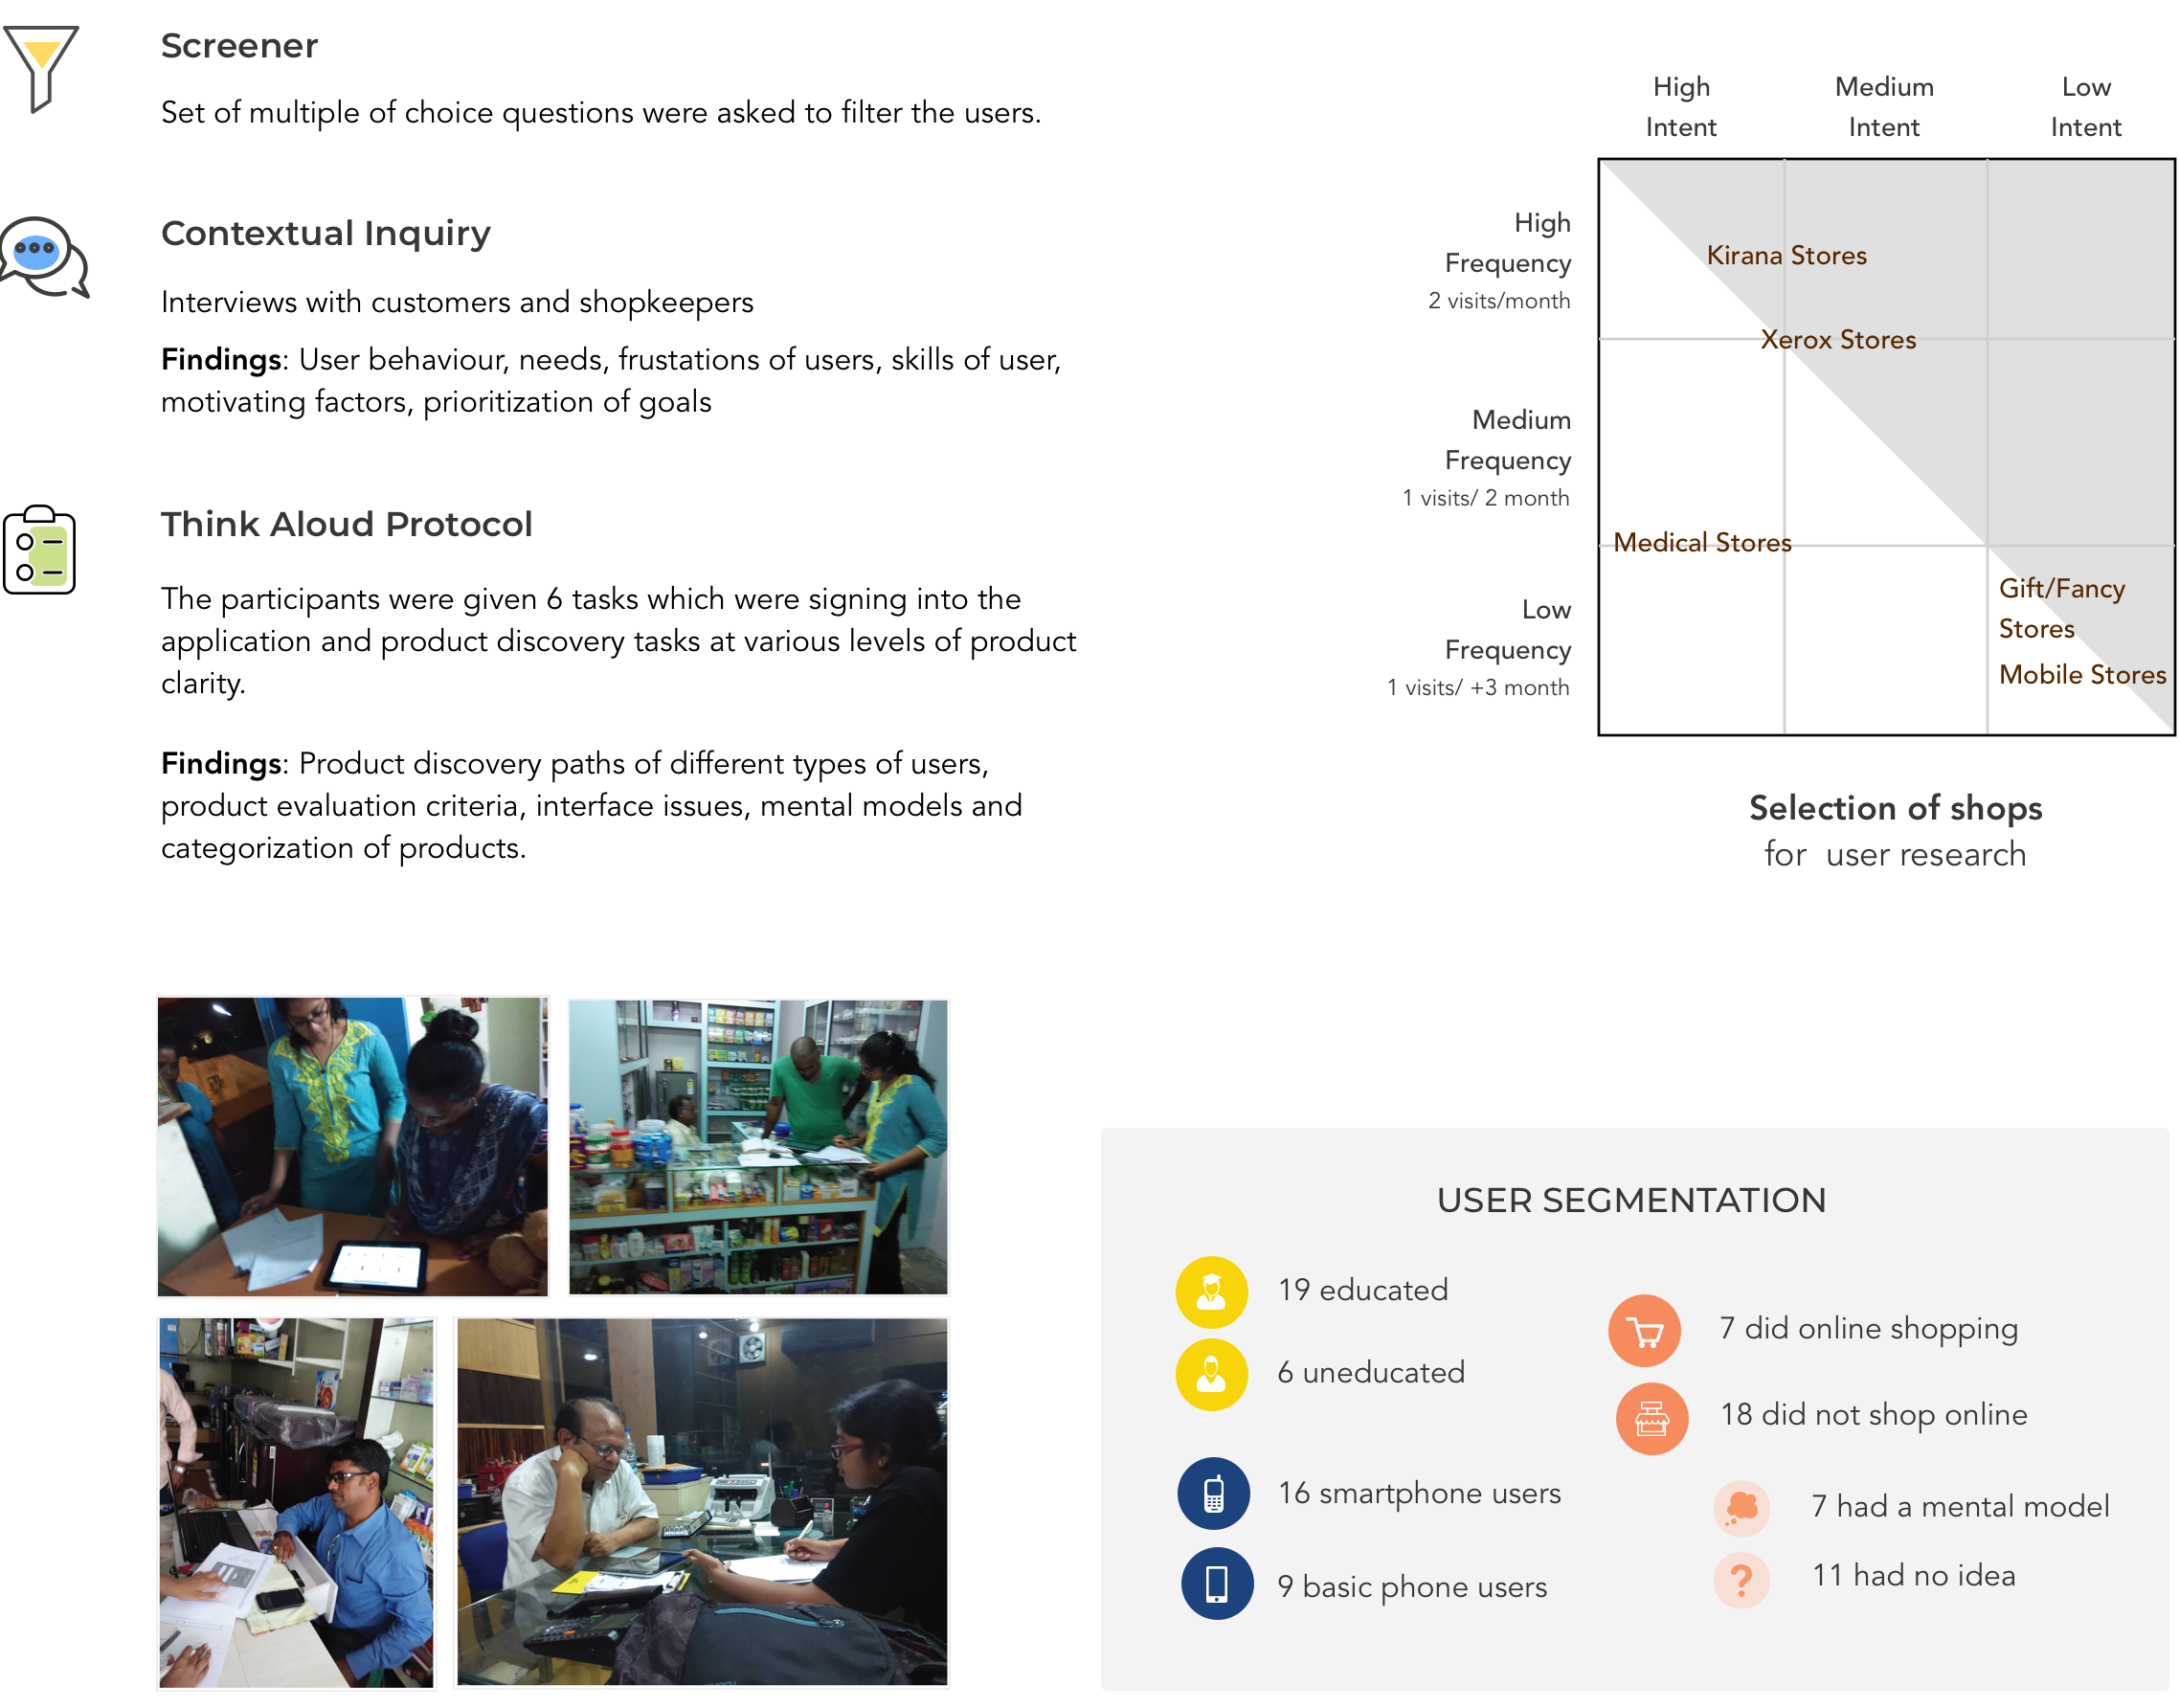 Screener
Set of multiple of choice questions were asked to filter the users.
Contextual Inquiry
Interviews with customers and shopkeepers
Findings: User behaviour, needs, frustations of users, skills of user,
motivating factors, prioritization of goals
Think Aloud Protocol
The participants were given 6 tasks which were signing into the
application and product discovery tasks at various levels of product
clarity.
Findings: Product discovery paths of different types of users,
product evaluation criteria, interface issues, mental models and
categorization of products.
High
Intent
Medium
Intent
Low
Intent
High
Frequency
2 visits/month
Medium
Frequency
1 visits/ 2 month
Low
Frequency
1 visits/ +3 month
Kirana Stores
Xerox Stores
Medical Stores
Gift/Fancy
Stores
Mobile Stores
Selection of shops
for user research
USER SEGMENTATION
19 educated
6 uneducated
16 smartphone users
9 basic phone users
7 did online shopping
18 did not shop online
7 had a mental model
11 had no idea